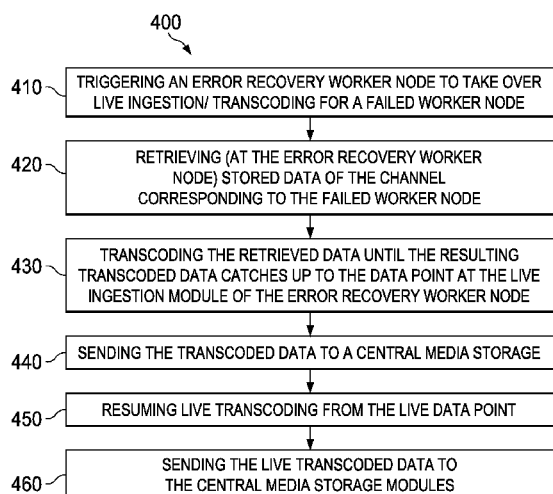 400
410
TRIGGERING AN ERROR RECOVERY WORKER NODE TO TAKE OVER
LIVE INGESTION/ TRANSCODING FOR A FAILED WORKER NODE
420
RETRIEVING (AT THE ERROR RECOVERY WORKER
NODE) STORED DATA OF THE CHANNEL
CORRESPONDING TO THE FAILED WORKER NODE
430
TRANSCODING THE RETRIEVED DATA UNTIL THE RESULTING
TRANSCODED DATA CATCHES UP TO THE DATA POINT AT THE LIVE
INGESTION MODULE OF THE ERROR RECOVERY WORKER NODE
440
SENDING THE TRANSCODED DATA TO A CENTRAL MEDIA STORAGE
450
RESUMING LIVE TRANSCODING FROM THE LIVE DATA POINT
460
SENDING THE LIVE TRANSCODED DATA TO
THE CENTRAL MEDIA STORAGE MODULES